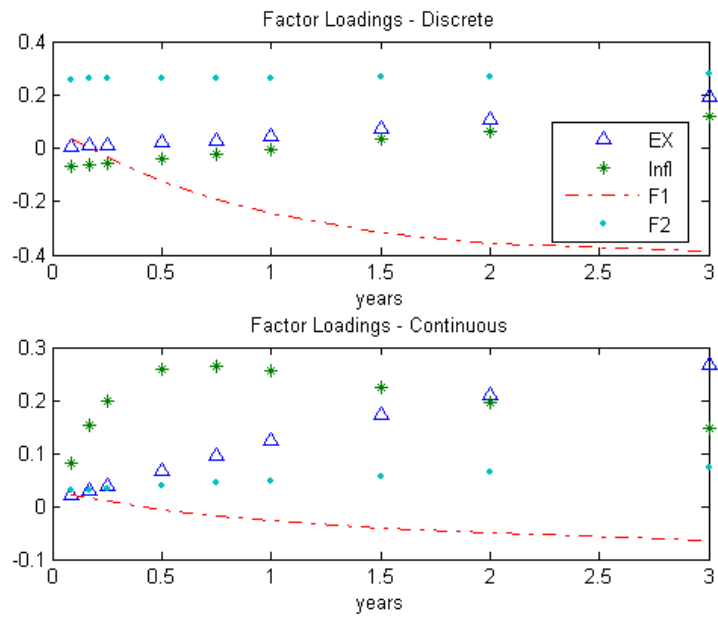 Factor Loadings - Discrete
0.4
0.2
0
-0.2
-0.4
EX
Infl
F1
F2
0 0.5 1 1.5 2 2.5 3
years
Factor Loadings - Continuous
0.3
0.2
0.1
0
-0.1
0 0.5 1 1.5 2 2.5 3
years